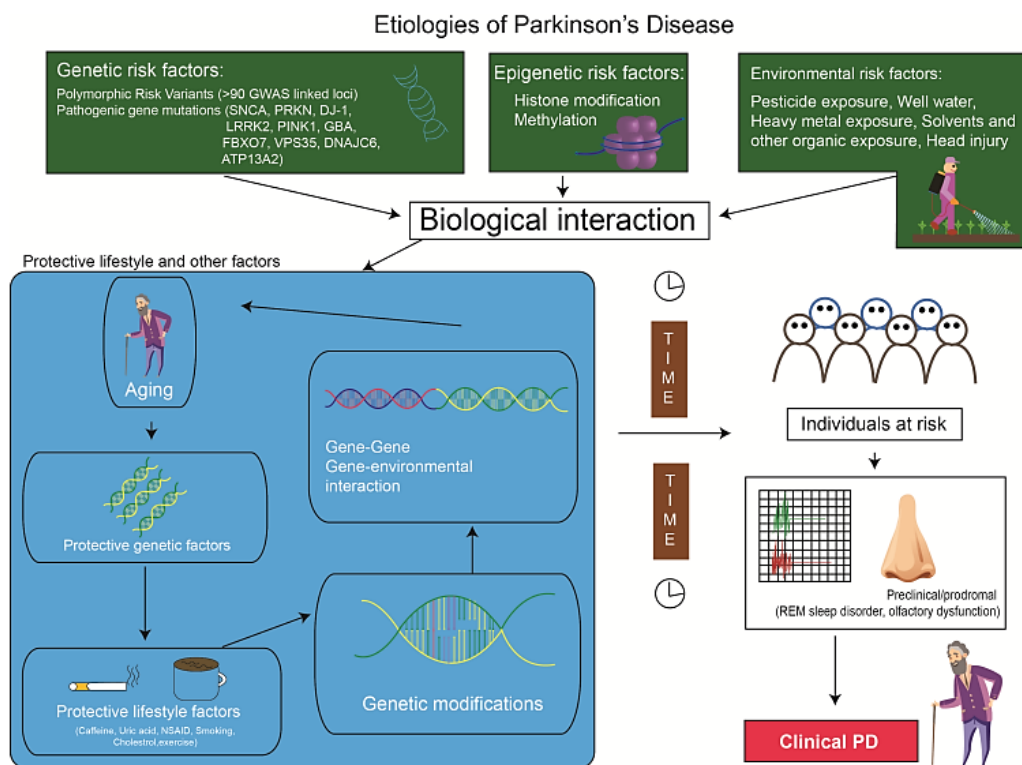 Etiologies of Parkinson's Disease
Genetic risk factors:
Polymorphic Risk Variants (>90 GWAS linked loci)
Pathogenic gene mutations (SNCA, PRKN, DJ-1,
LRRK2, PINK1, GBA,
FBXO7, VPS35, DNAJC6,
ATP13A2)
Epigenetic risk factors:
Histone modification
Methylation
Environmental risk factors:
Pesticide exposure, Well water,
Heavy metal exposure, Solvents and
other organic exposure, Head injury
Biological interaction
Protective lifestyle and other factors
Aging
Protective genetic factors
Protective lifestyle factors
(Caffeine, Uric acid, NSAID, Smoking,
Cholestrol,exercise)
Genetic modifications
Gene-Gene
Gene-environmental
interaction
TIME
TIME
Individuals at risk
Preclinical/prodromal
(REM sleep disorder, olfactory dysfunction)
Clinical PD